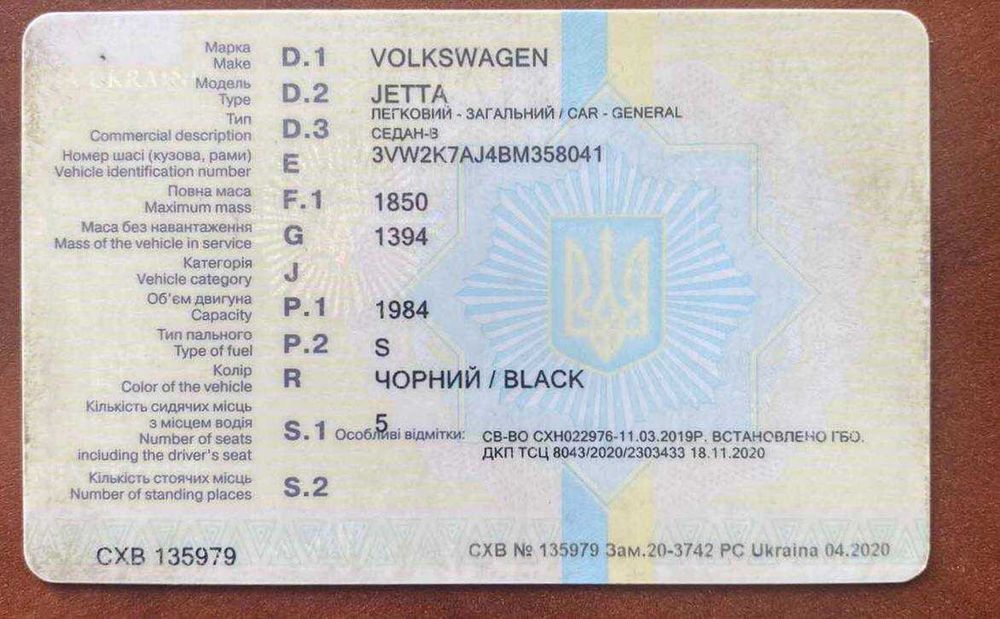 UKRAIN
Марка
Make D.1 VOLKSWAGEN
Модель
Type D.2 JETTA
ЛЕГКОВИЙ - ЗАГАЛЬНИЙ / CAR - GENERAL
Тип
Commercial description D.3 СЕДАН-В
Номер шасі (кузова, рами)
Vehicle identification number E 3VW2K7AJ4BM358041
Повна маса
Maximum mass F.1 1850
Маса без навантаження
Mass of the vehicle in service G 1394
Категорія
Vehicle category J
Об'єм двигуна
Capacity P.1 1984
Тип пального
Type of fuel P.2 S
Колір
Color of the vehicle R ЧОРНИЙ / BLACK
Кількість сидячих місць
з місцем водія
Number of seats
including the driver's seat S.1 5
Особливі відмітки: СВ-ВО СХН022976-11.03.2019Р. ВСТАНОВЛЕНО ГБО.
ДКП ТСЦ 8043/2020/2303433 18.11.2020
Кількість стоячих місць
Number of standing places S.2
СХВ 135979
СХВ № 135979 Зам.20-3742 PC Ukraina 04.2020